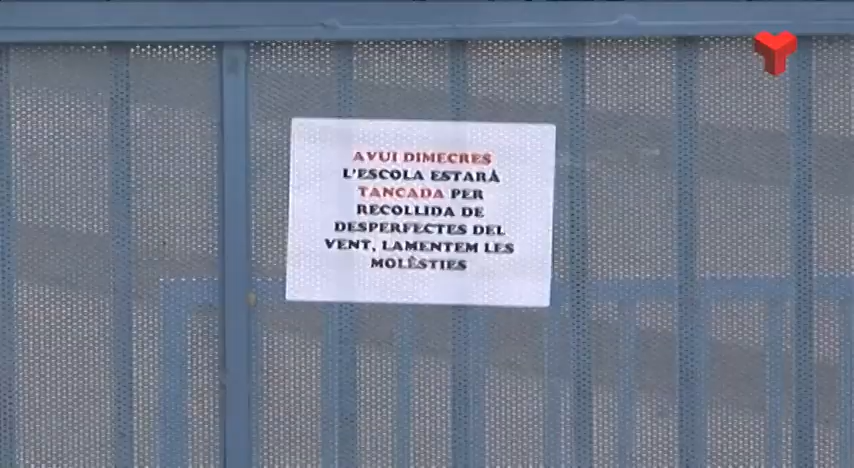 AVUI DIMECRES
L'ESCOLA ESTARÀ
TANCADA PER
RECOLLIDA DE
DESPERFECTES DEL
VENT, LAMENTEM LES
MOLÈSTIES